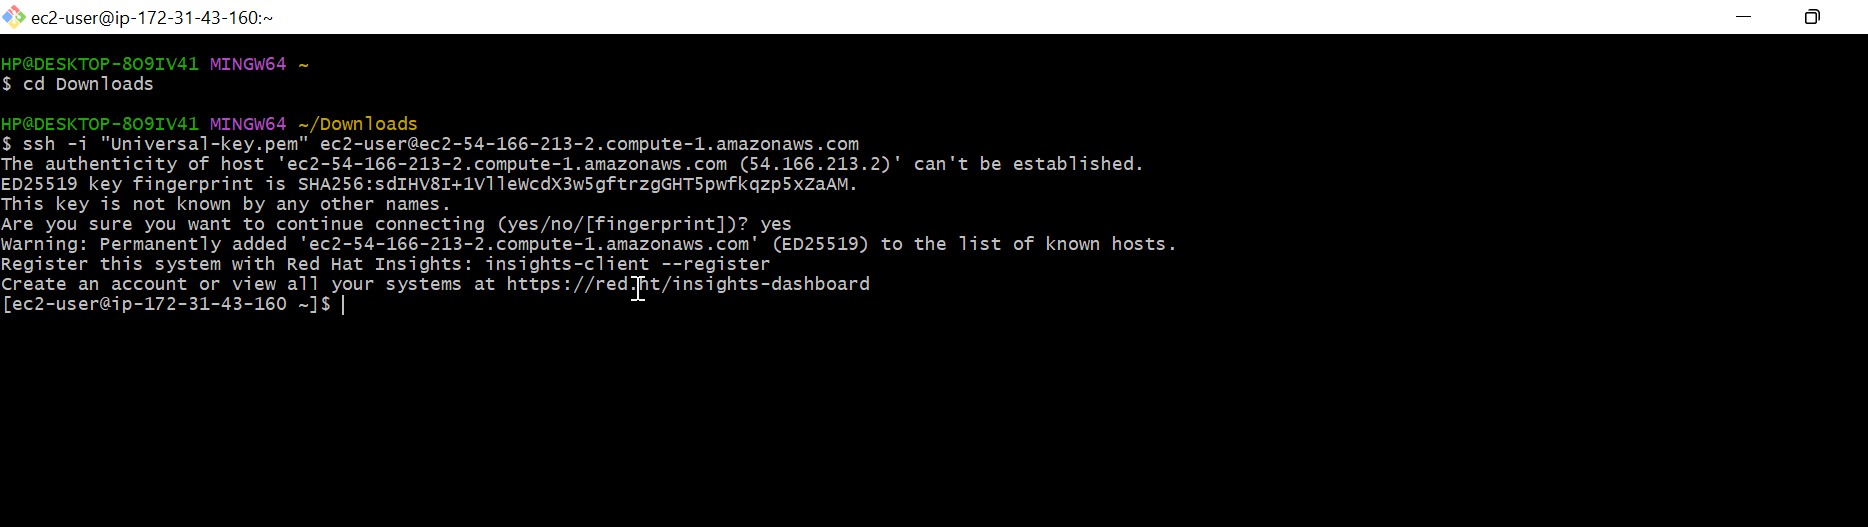 ec2-user@ip-172-31-43-160:~
HP@DESKTOP-8O9IV41 MINGW64 ~
$ cd Downloads
HP@DESKTOP-8O9IV41 MINGW64 ~/Downloads
$ ssh -i "Universal-key.pem" ec2-user@ec2-54-166-213-2.compute-1.amazonaws.com
The authenticity of host 'ec2-54-166-213-2.compute-1.amazonaws.com (54.166.213.2)' can't be established.
ED25519 key fingerprint is SHA256:sdIHV8I+1VlleWcdX3w5gftrzgGHT5pwfkqzp5xZaAM.
This key is not known by any other names.
Are you sure you want to continue connecting (yes/no/[fingerprint])? yes
Warning: Permanently added 'ec2-54-166-213-2.compute-1.amazonaws.com' (ED25519) to the list of known hosts.
Register this system with Red Hat Insights: insights-client --register
Create an account or view all your systems at https://red.ht/insights-dashboard
[ec2-user@ip-172-31-43-160 ~]$